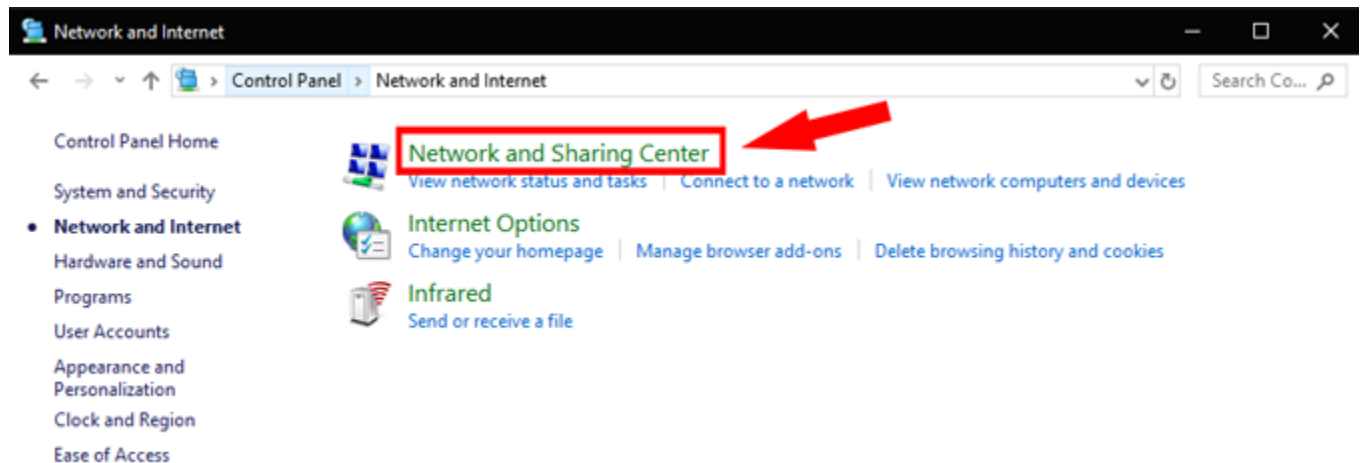 Network and Internet
Control Panel > Network and Internet
Search Co...
Control Panel Home
System and Security
Network and Internet
Hardware and Sound
Programs
User Accounts
Appearance and
Personalization
Clock and Region
Ease of Access
Network and Sharing Center
View network status and tasks | Connect to a network | View network computers and devices
Internet Options
Change your homepage | Manage browser add-ons | Delete browsing history and cookies
Infrared
Send or receive a file